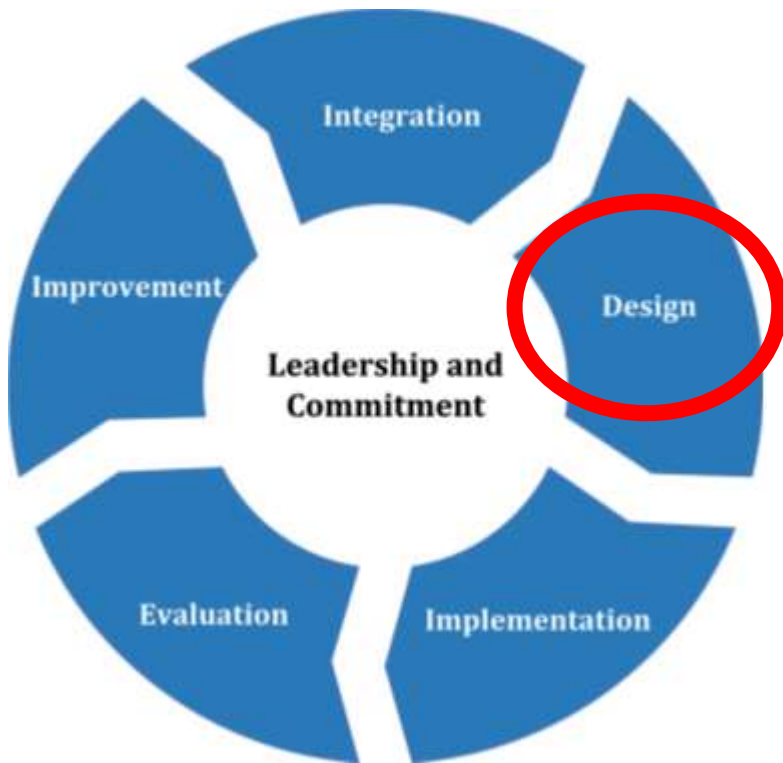 Integration
Design
Improvement
Leadership and
Commitment
Evaluation
Implementation